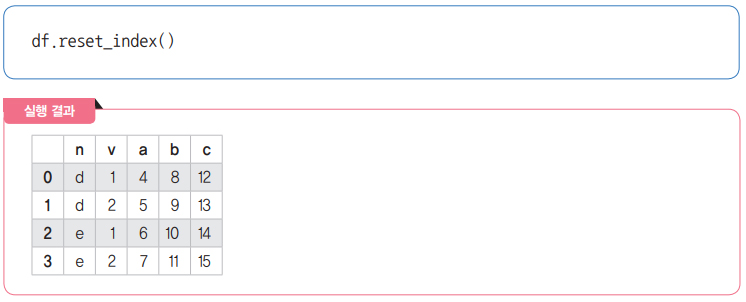 df.reset_index()
실행 결과
n v a b c
0 d 1 4 8 12
1 d 2 5 9 13
2 e 1 6 10 14
3 e 2 7 11 15